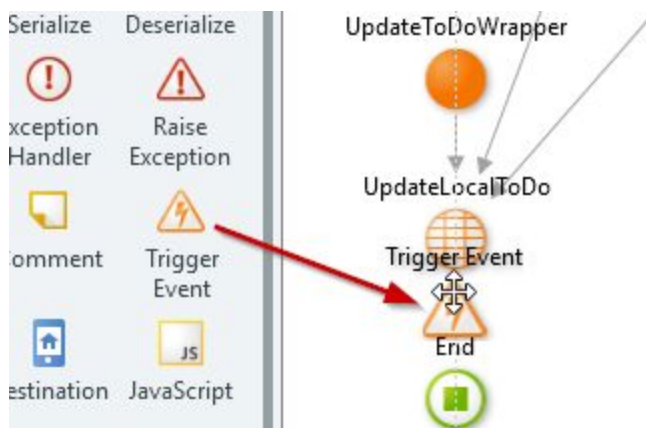 Serialize
Deserialize
xception
Handler
Raise
Exception
omment
Trigger
Event
estination
JS
JavaScript
UpdateToDoWrapper
UpdateLocalToDo
Trigger Event
End